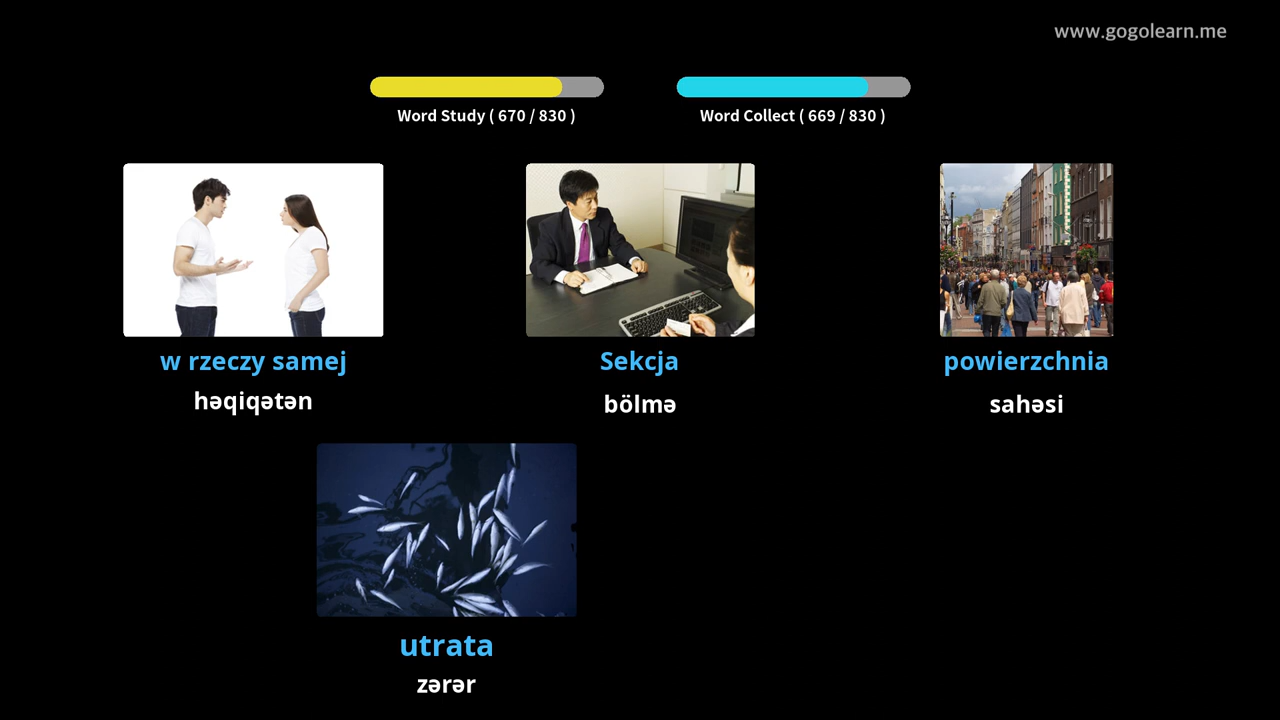 www.gogolearn.me
Word Study ( 670 / 830 )
Word Collect ( 669 / 830 )
w rzeczy samej
həqiqətən
Sekcja
bölmə
powierzchnia
sahəsi
utrata
zərər